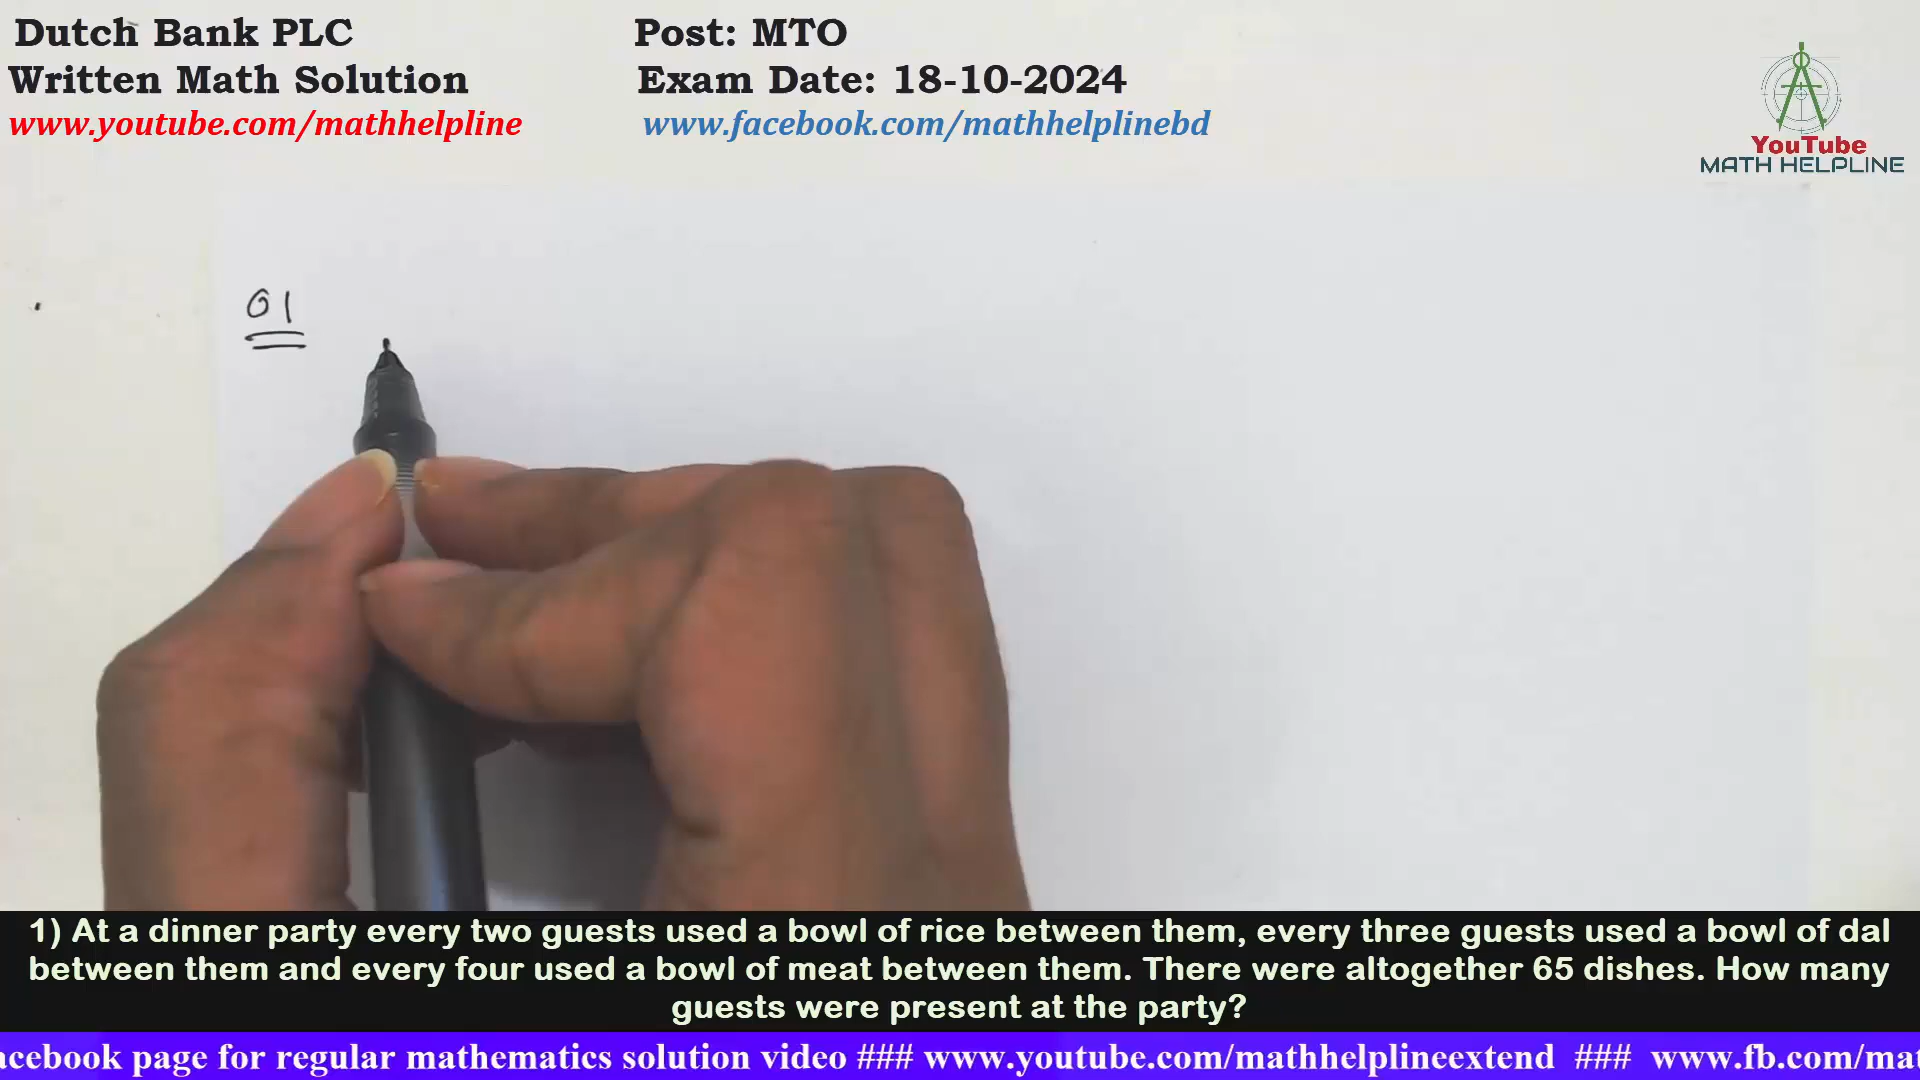 Dutch Bank PLC
Post: MTO
Written Math Solution
Exam Date: 18-10-2024
www.youtube.com/mathhelpline
www.facebook.com/mathhelplinebd
YouTube
MATH HELPLINE
01
1) At a dinner party every two guests used a bowl of rice between them, every three guests used a bowl of dal
between them and every four used a bowl of meat between them. There were altogether 65 dishes. How many
guests were present at the party?
acebook page for regular mathematics solution video ### www.youtube.com/mathhelplineextend ### www.fb.com/mat